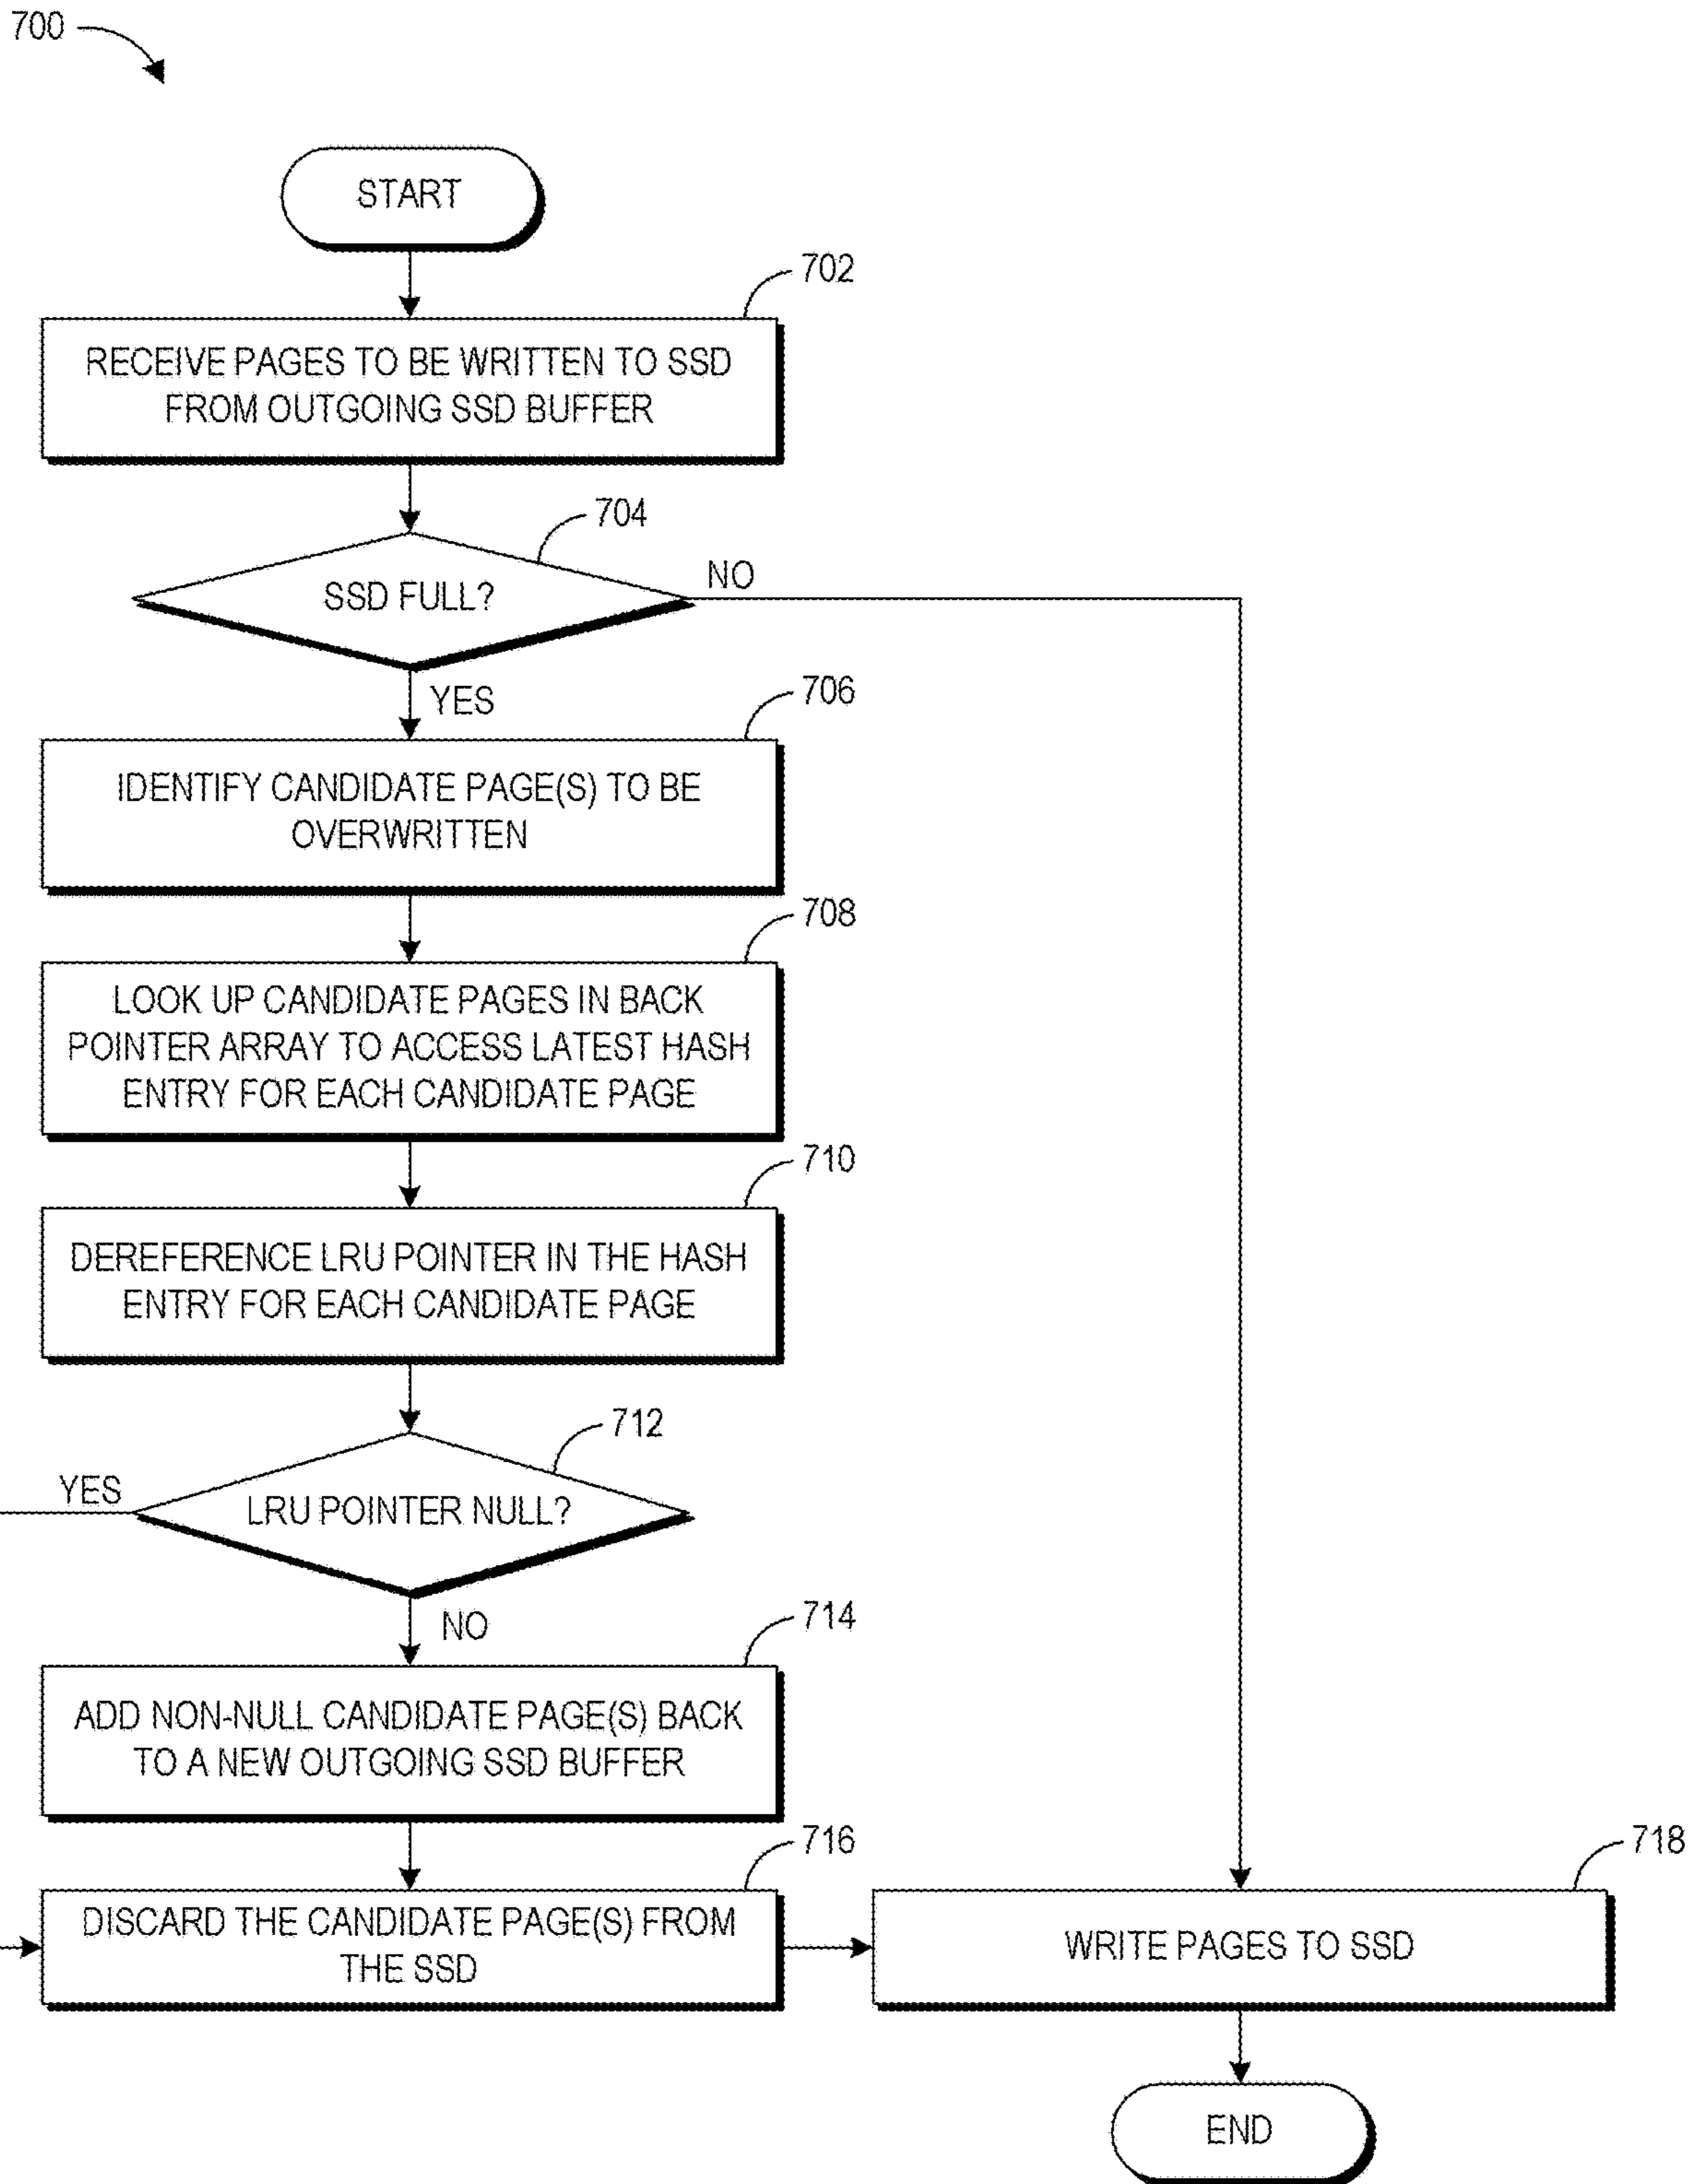 700
START
702
RECEIVE PAGES TO BE WRITTEN TO SSD
FROM OUTGOING SSD BUFFER
704
SSD FULL?
NO
YES
706
IDENTIFY CANDIDATE PAGE(S) TO BE
OVERWRITTEN
708
LOOK UP CANDIDATE PAGES IN BACK
POINTER ARRAY TO ACCESS LATEST HASH
ENTRY FOR EACH CANDIDATE PAGE
710
DEREFERENCE LRU POINTER IN THE HASH
ENTRY FOR EACH CANDIDATE PAGE
712
YES
LRU POINTER NULL?
NO
714
ADD NON-NULL CANDIDATE PAGE(S) BACK
TO A NEW OUTGOING SSD BUFFER
716
DISCARD THE CANDIDATE PAGE(S) FROM
THE SSD
718
WRITE PAGES TO SSD
END